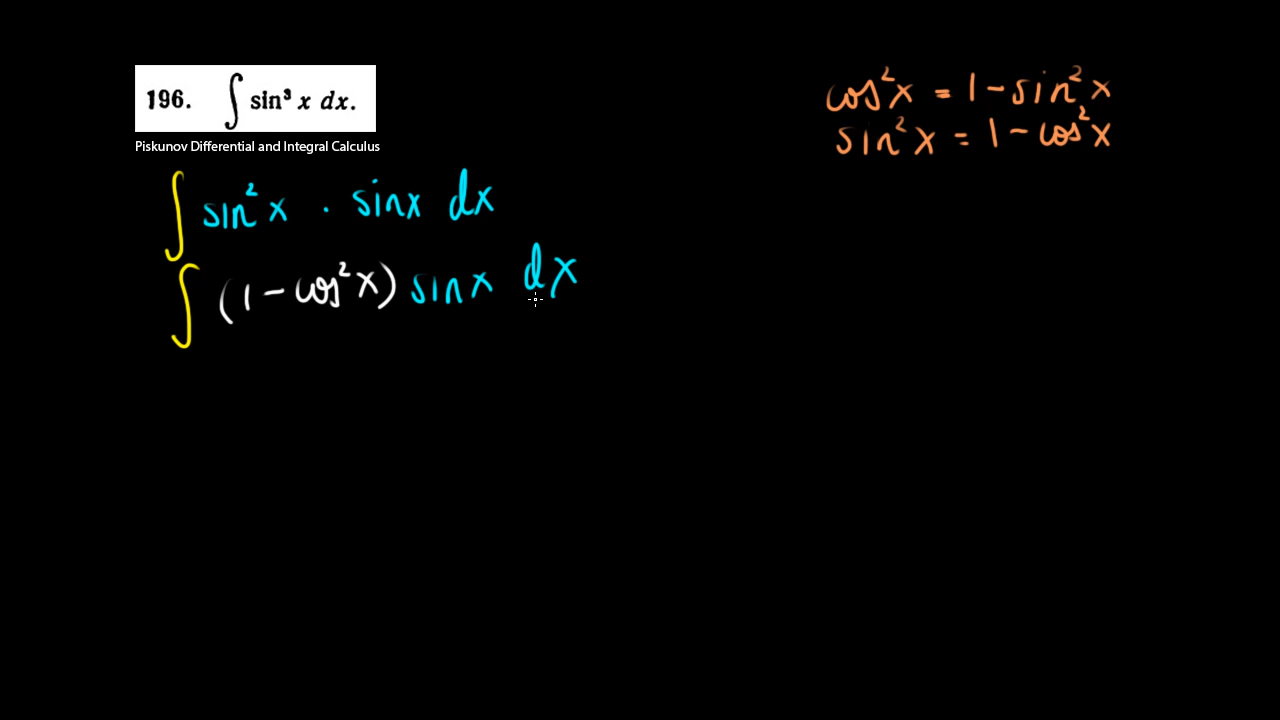 196. ∫ sin³ x dx.
Piskunov Differential and Integral Calculus
cos²x = 1 - sin²x
sin²x = 1 - cos²x
∫ sin²x · sinx dx
∫ (1 - cos²x) sinx dx